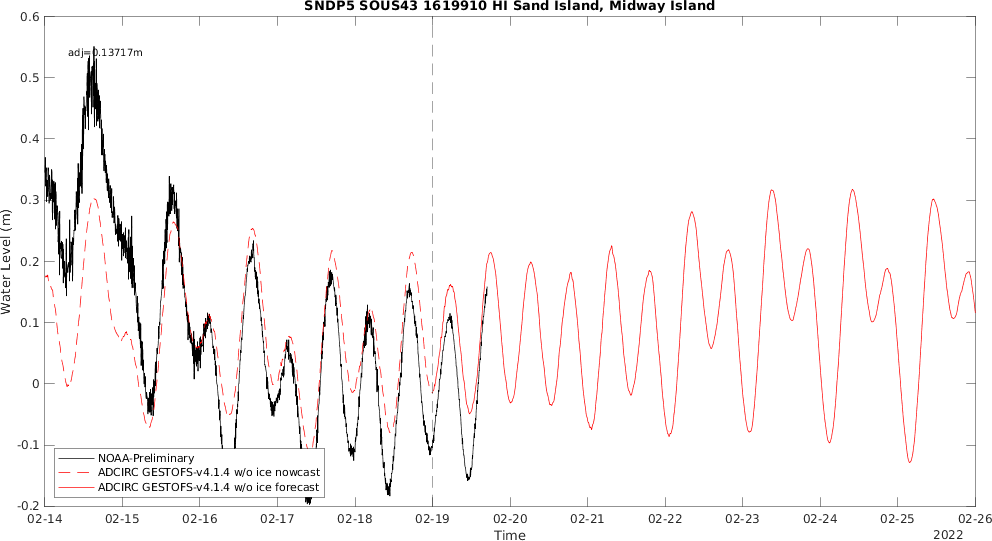 SNDP5 SOUS43 1619910 HI Sand Island, Midway Island
adj=0.13717m
Water Level (m)
0.6
0.5
0.4
0.3
0.2
0.1
0
-0.1
-0.2
NOAA-Preliminary
ADCIRC GESTOFS-v4.1.4 w/o ice nowcast
ADCIRC GESTOFS-v4.1.4 w/o ice forecast
02-14 02-15 02-16 02-17 02-18 02-19 02-20 02-21 02-22 02-23 02-24 02-25 02-26
Time
2022